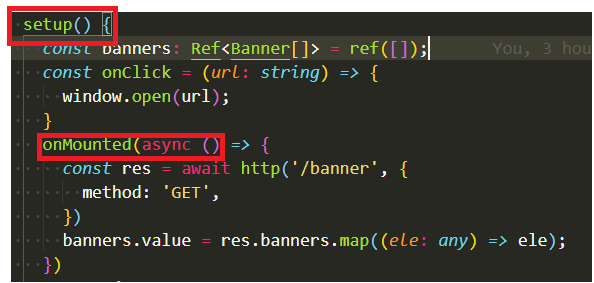 setup() {
const banners: Ref<Banner[]> = ref([]); You, 3 hou
const onClick = (url: string) => {
window.open(url);
}
onMounted(async () => {
const res = await http('/banner', {
method: 'GET',
})
banners.value = res.banners.map((ele: any) => ele);
})